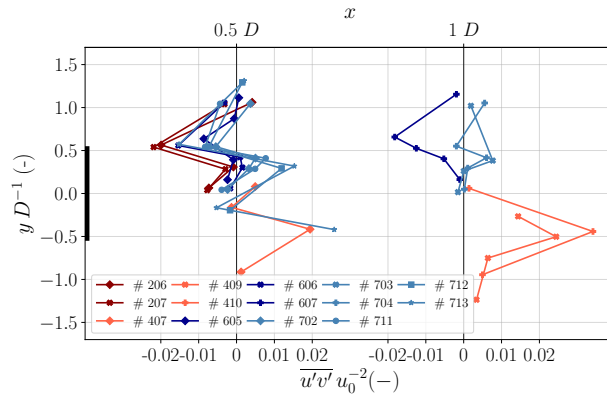 x
0.5 D 1 D
1.5
1.0
0.5
0.0
-0.5
-1.0
-1.5
y D⁻¹ (-)
# 206 # 409 # 606 # 703 # 712
# 207 # 410 # 607 # 704 # 713
# 407 # 605 # 702 # 711
-0.02 -0.01 0 0.01 0.02 -0.02 -0.01 0 0.01 0.02
u'v' u₀⁻² (-)